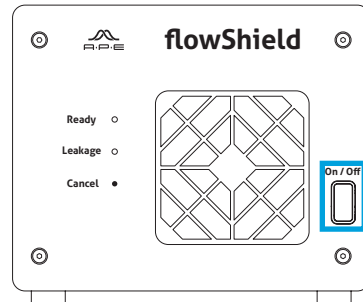 A·P·E
flowShield
Ready
Leakage
Cancel
On / Off